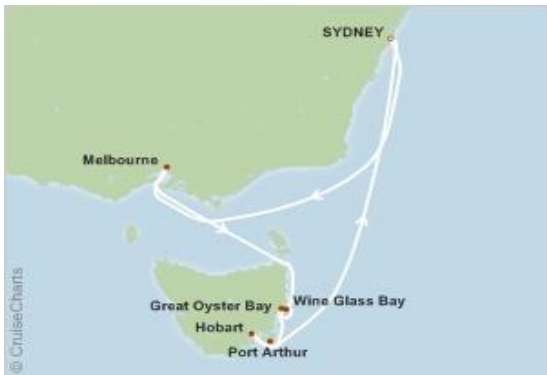 SYDNEY
Melbourne
Great Oyster Bay
Wine Glass Bay
Hobart
Port Arthur
© CruiseCharts